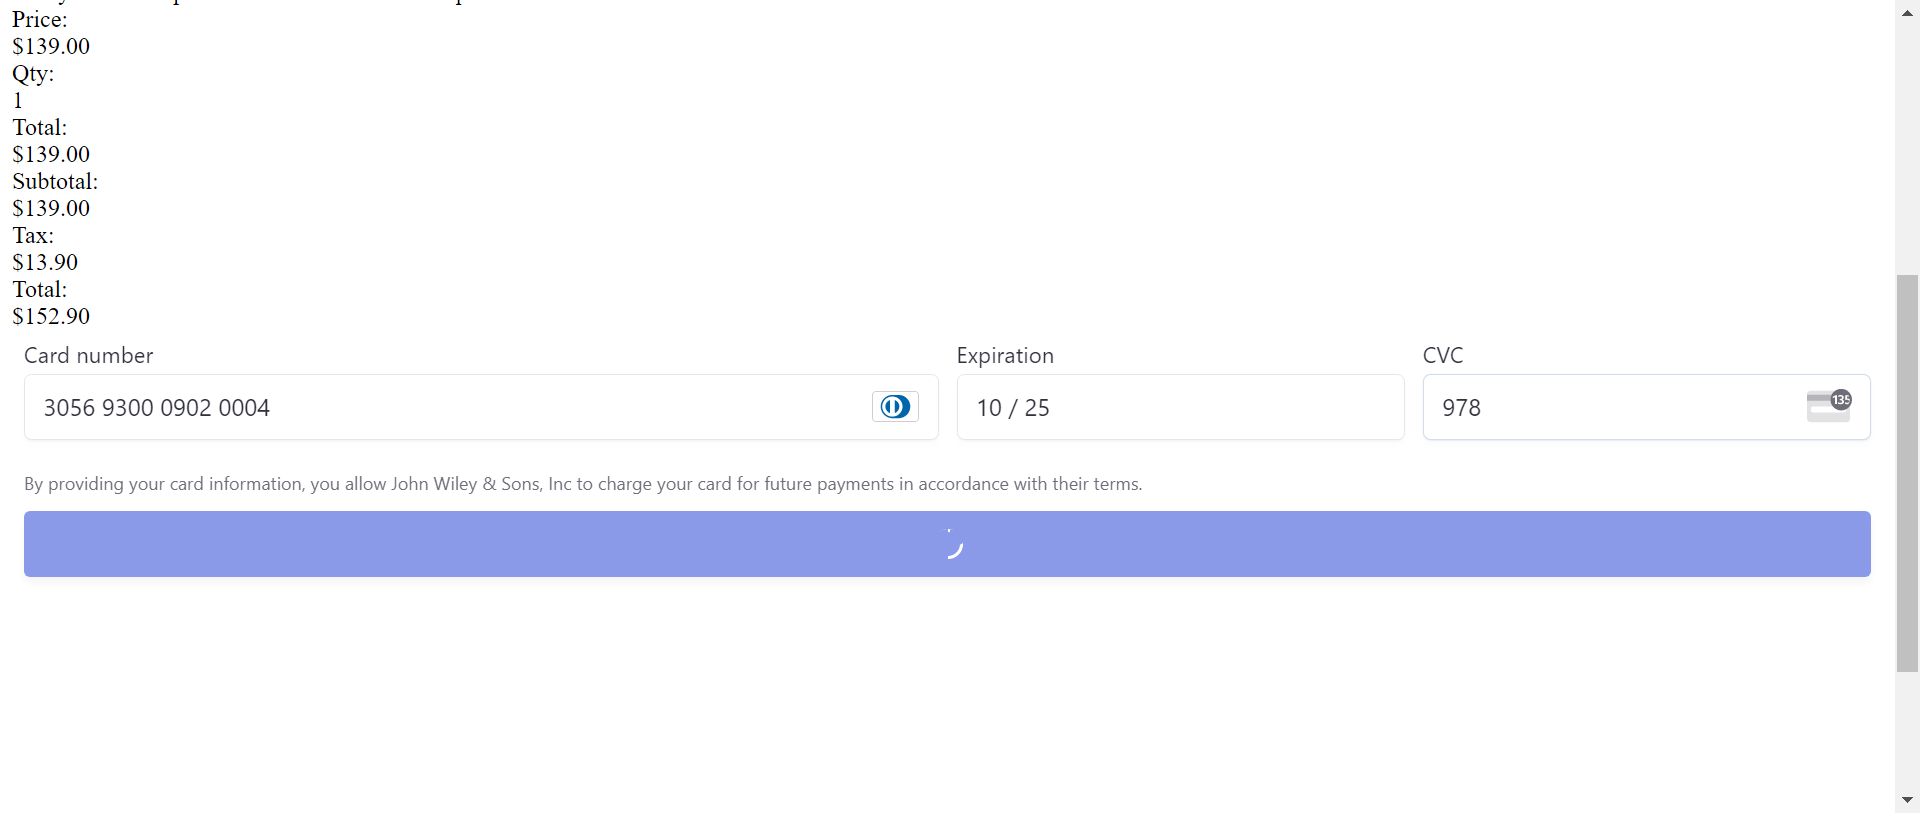 Price:
$139.00
Qty:
1
Total:
$139.00
Subtotal:
$139.00
Tax:
$13.90
Total:
$152.90
Card number
Expiration
CVC
3056 9300 0902 0004
10 / 25
978
135
By providing your card information, you allow John Wiley & Sons, Inc to charge your card for future payments in accordance with their terms.